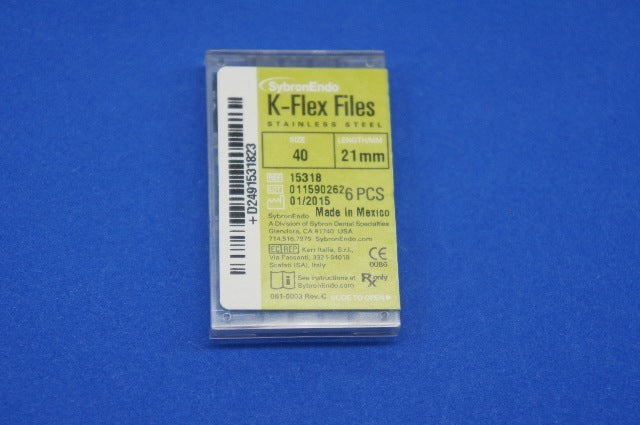 SybronEndo
K-Flex Files
STAINLESS STEEL
SIZE LENGTH/MM
40 21mm
REF 15318
LOT 011590262 6 PCS
01/2015
Made in Mexico
SybronEndo
A Division of Sybron Dental Specialties
Glendora, CA 91740 USA
714.516.7979 SybronEndo.com
EC REP Kerr Italia, S.r.l.,
Via Passanti, 332I-84018
Scafati (SA), Italy
CE
0086
See instructions at
SybronEndo.com
Rx only
061-0003 Rev. C SLIDE TO OPEN
+D2491531823